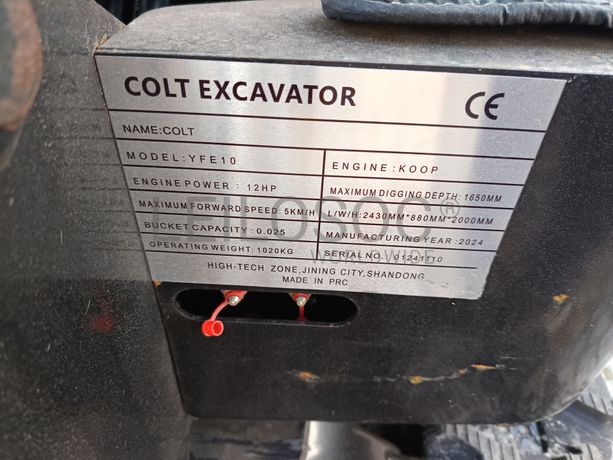 COLT EXCAVATOR CE
NAME:COLT
MODEL: YFE10 ENGINE: KOOP
ENGINE POWER : 12HP MAXIMUM DIGGING DEPTH: 1650MM
MAXIMUM FORWARD SPEED: 5KM/H L/W/H: 2430MM*880MM*2000MM
BUCKET CAPACITY: 0.025 MANUFACTURING YEAR: 2024
OPERATING WEIGHT: 1020KG SERIALNO: 01241110
HIGH-TECH ZONE,JINING CITY,SHANDONG
MADE IN PRC